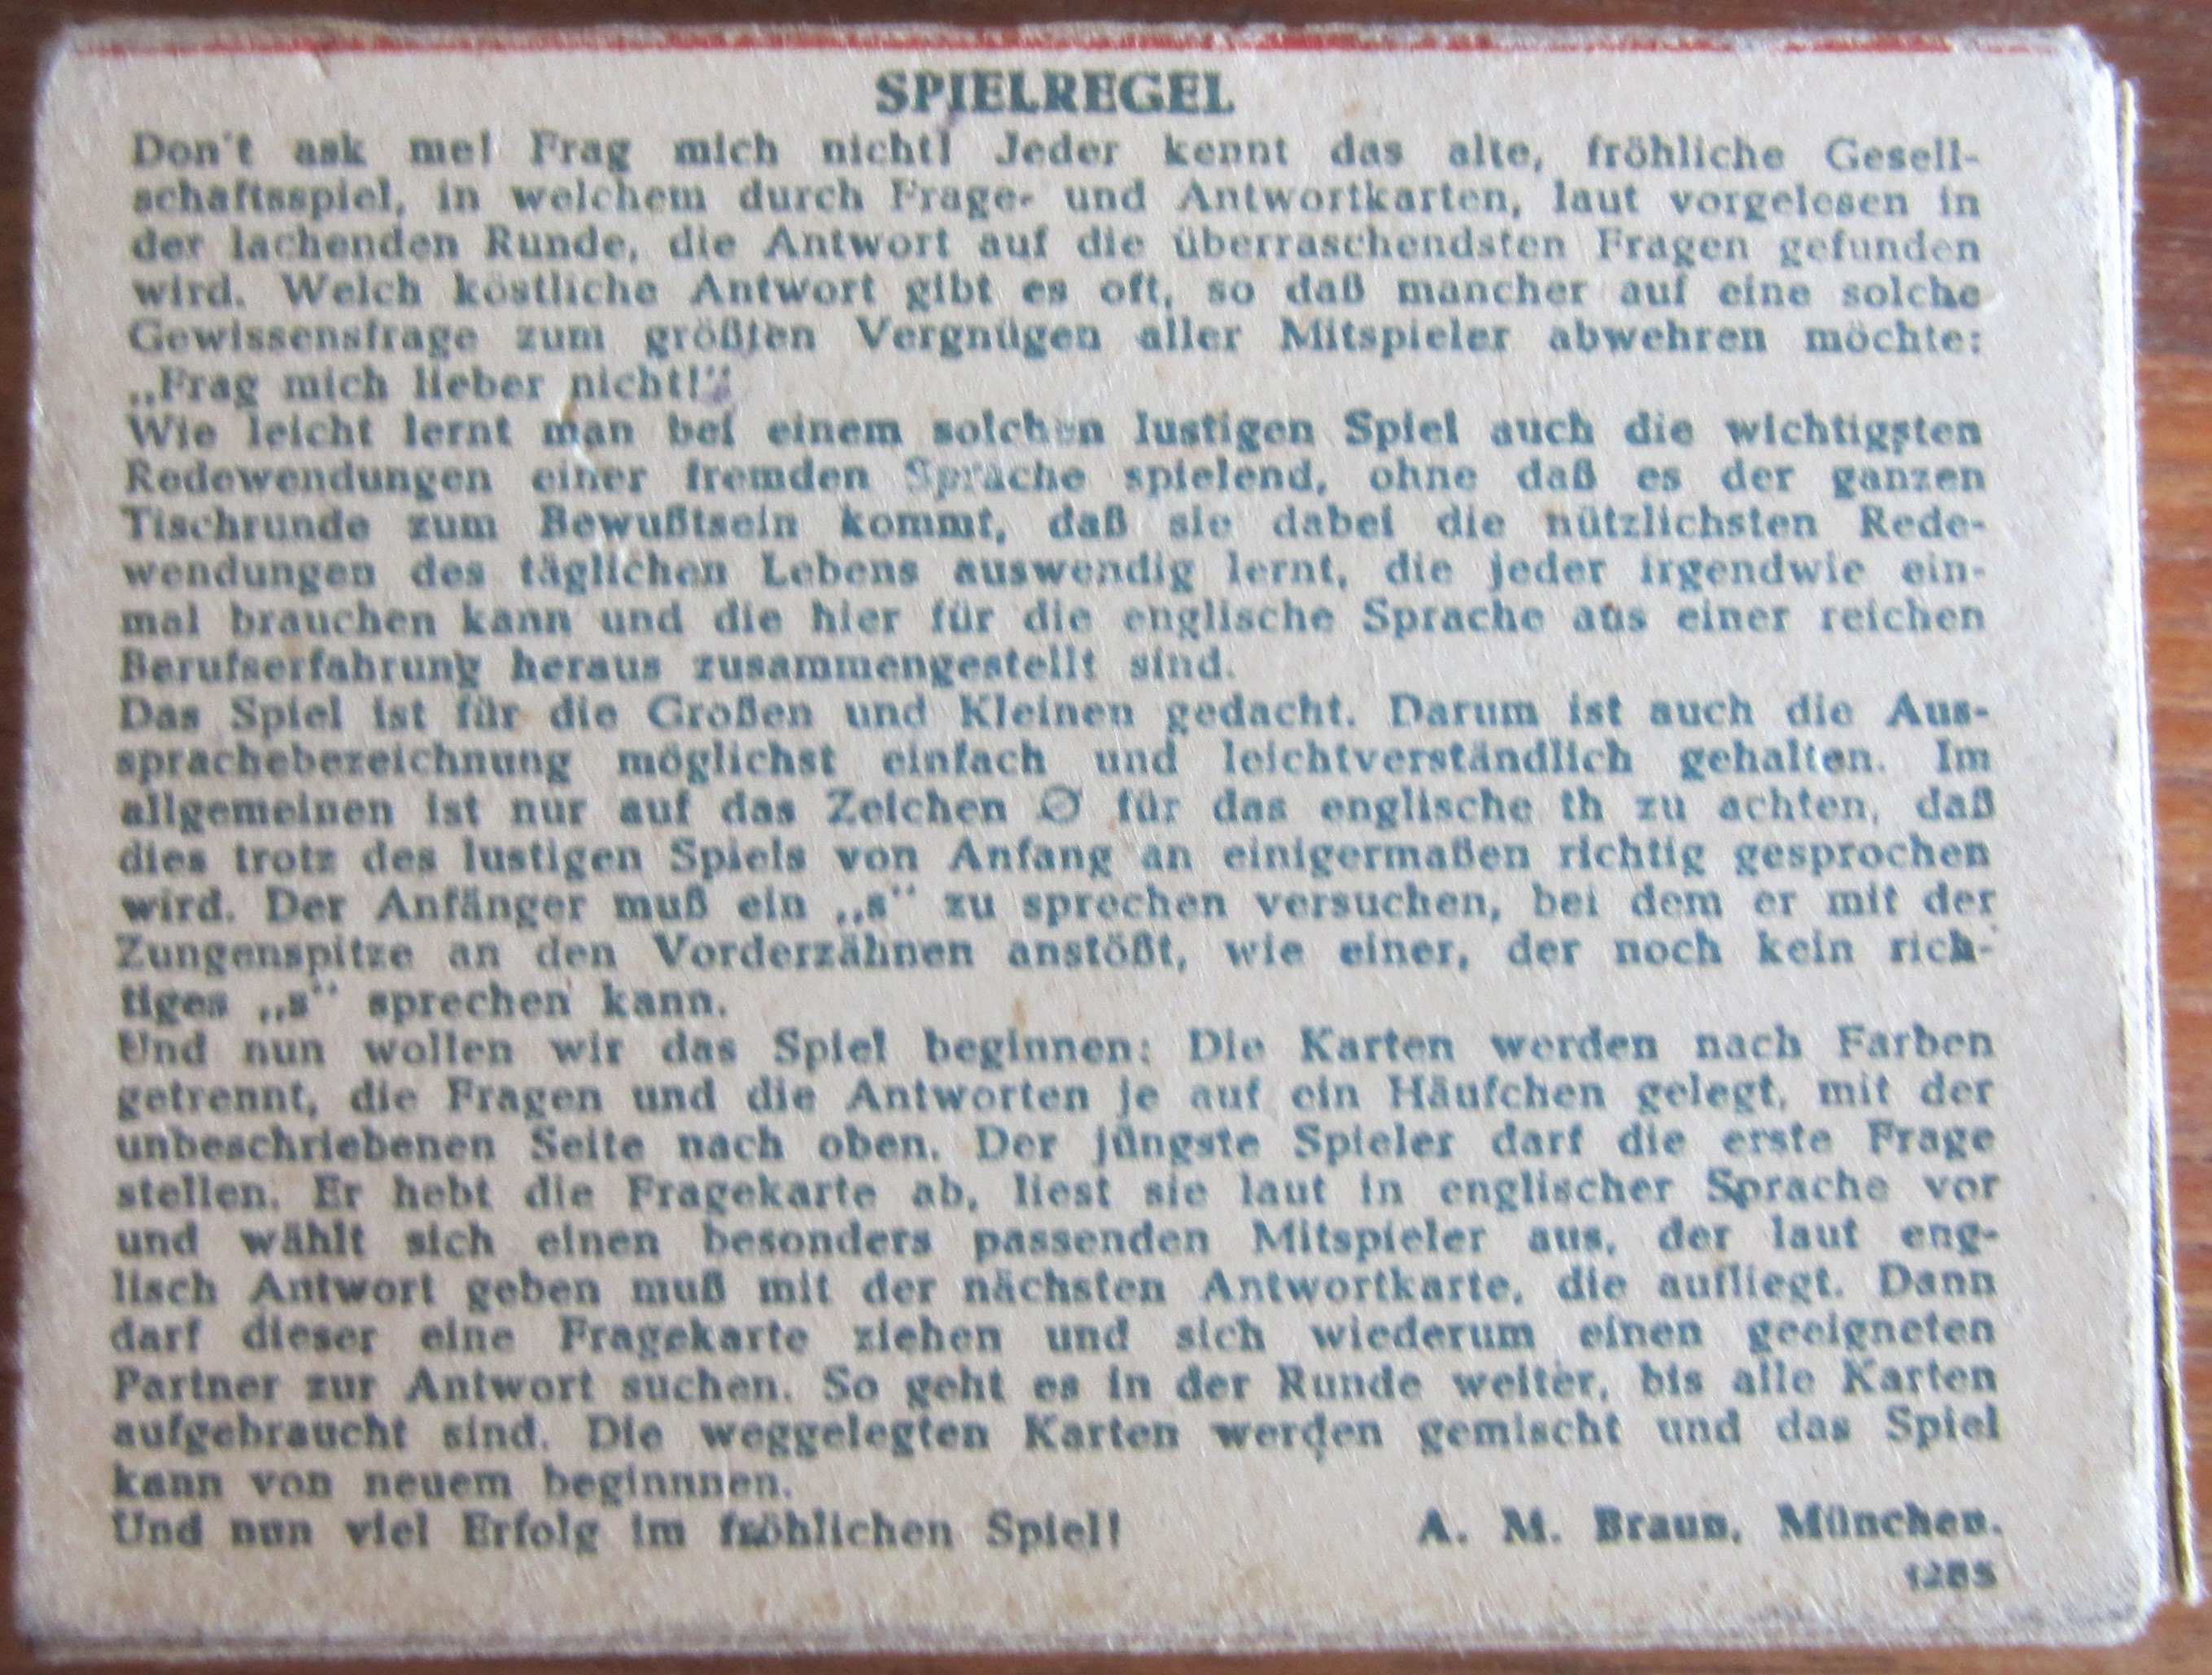 SPIELREGEL
Don't ask me! Frag mich nicht! Jeder kennt das alte, fröhliche Gesell-
schaftsspiel, in welchem durch Frage- und Antwortkarten, laut vorgelesen in
der lachenden Runde, die Antwort auf die überraschendsten Fragen gefunden
wird. Welch köstliche Antwort gibt es oft, so daß mancher auf eine solche
Gewissensfrage zum größten Vergnügen aller Mitspieler abwehren möchte:
„Frag mich lieber nicht!“
Wie leicht lernt man bei einem solchen lustigen Spiel auch die wichtigsten
Redewendungen einer fremden Sprache spielend, ohne daß es der ganzen
Tischrunde zum Bewußtsein kommt, daß sie dabei die nützlichsten Rede-
wendungen des täglichen Lebens auswendig lernt, die jeder irgendwie ein-
mal brauchen kann und die hier für die englische Sprache aus einer reichen
Berufserfahrung heraus zusammengestellt sind.
Das Spiel ist für die Großen und Kleinen gedacht. Darum ist auch die Aus-
sprachebezeichnung möglichst einfach und leichtverständlich gehalten. Im
allgemeinen ist nur auf das Zeichen Ø für das englische th zu achten, daß
dies trotz des lustigen Spiels von Anfang an einigermaßen richtig gesprochen
wird. Der Anfänger muß ein „s“ zu sprechen versuchen, bei dem er mit der
Zungenspitze an den Vorderzähnen anstößt, wie einer, der noch kein rich-
tiges „s“ sprechen kann.
Und nun wollen wir das Spiel beginnen: Die Karten werden nach Farben
getrennt, die Fragen und die Antworten je auf ein Häufchen gelegt, mit der
unbeschriebenen Seite nach oben. Der jüngste Spieler darf die erste Frage
stellen. Er hebt die Fragekarte ab, liest sie laut in englischer Sprache vor
und wählt sich einen besonders passenden Mitspieler aus, der laut eng-
lisch Antwort geben muß mit der nächsten Antwortkarte, die aufliegt. Dann
darf dieser eine Fragekarte ziehen und sich wiederum einen geeigneten
Partner zur Antwort suchen. So geht es in der Runde weiter, bis alle Karten
aufgebraucht sind. Die weggelegten Karten werden gemischt und das Spiel
kann von neuem beginnnen.
Und nun viel Erfolg im fröhlichen Spiel! A. M. Braun, München.
1285